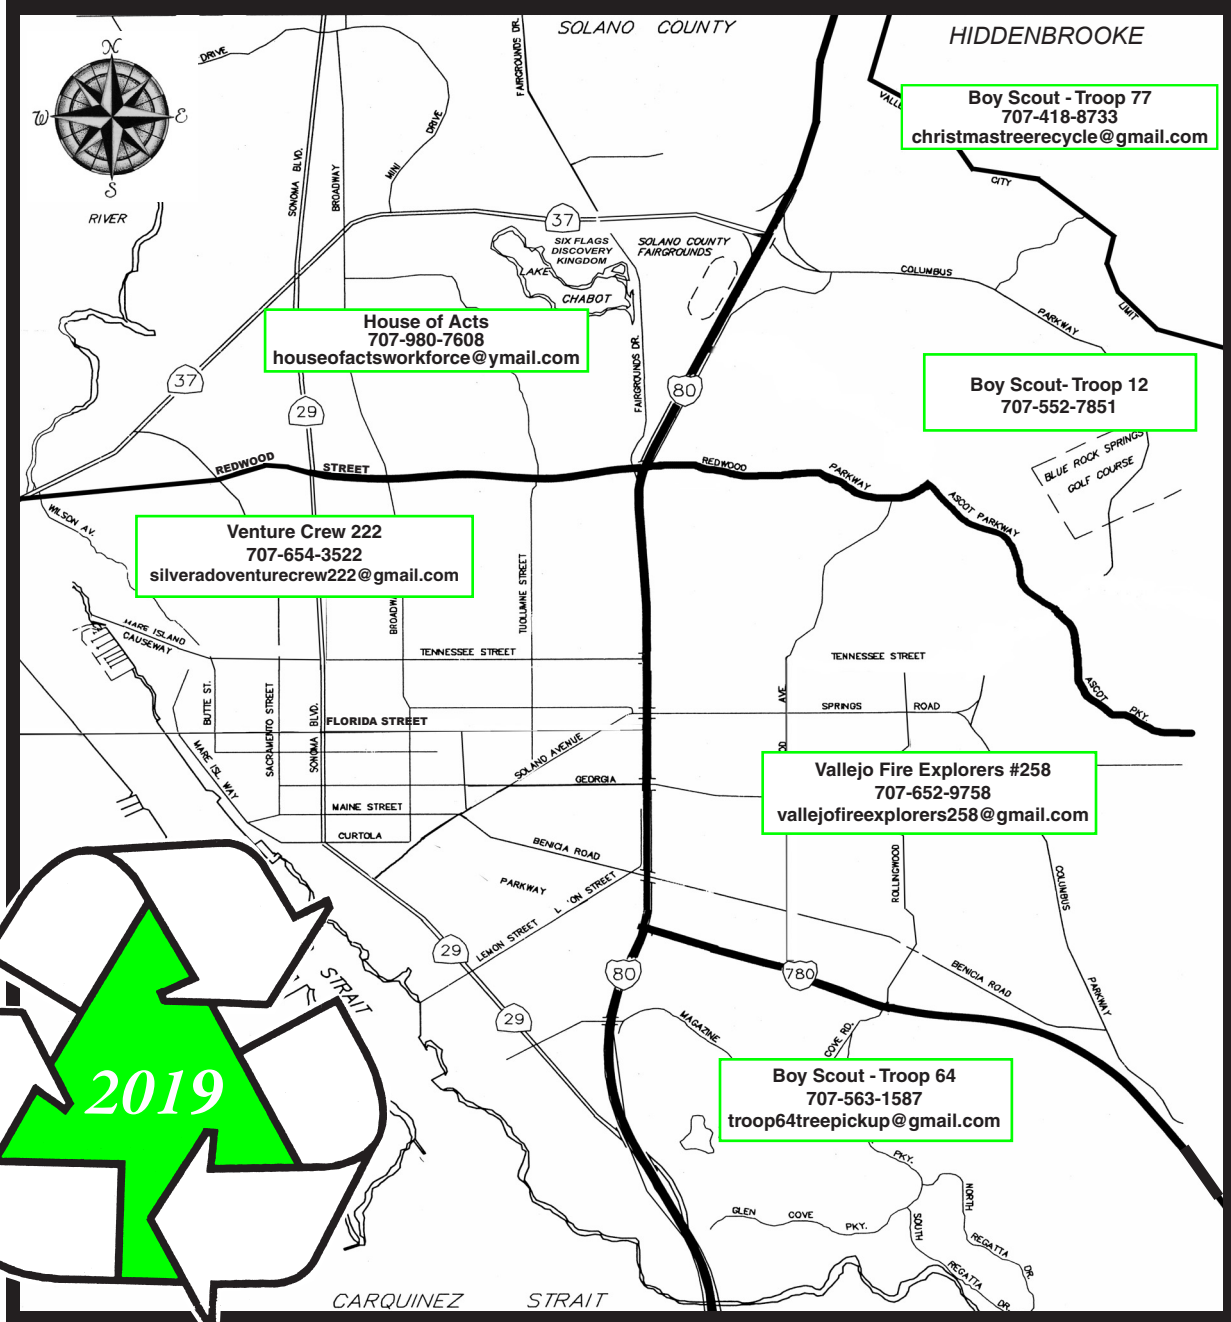 SOLANO COUNTY
HIDDENBROOKE
N
W
E
S
DRIVE
FAIRGROUNDS DR.
Boy Scout - Troop 77
707-418-8733
christmastreerecycle@gmail.com
CITY
LIMIT
RIVER
SONOMA BLVD.
BROADWAY
MINI
DRIVE
37
SIX FLAGS
DISCOVERY
KINGDOM
LAKE
CHABOT
SOLANO COUNTY
FAIRGROUNDS
COLUMBUS
PARKWAY
House of Acts
707-980-7608
houseofactsworkforce@ymail.com
37
29
FAIRGROUNDS DR.
80
Boy Scout- Troop 12
707-552-7851
BLUE ROCK SPRINGS
GOLF COURSE
REDWOOD
STREET
REDWOOD
PARKWAY
ASCOT PARKWAY
WILSON AV.
Venture Crew 222
707-654-3522
silveradoventurecrew222@gmail.com
TUOLUMNE STREET
MARE ISLAND
CAUSEWAY
TENNESSEE STREET
TENNESSEE STREET
ASCOT
PKY.
BUTTE ST.
SACRAMENTO STREET
SONOMA BLVD.
FLORIDA STREET
AVE
SPRINGS
ROAD
SOLANO AVENUE
MARE ISL. WAY
GEORGIA
MAINE STREET
CURTOLA
Vallejo Fire Explorers #258
707-652-9758
vallejofireexplorers258@gmail.com
BENICIA ROAD
PARKWAY
LEMON STREET
ROLLINGWOOD
COLUMBUS
PARKWAY
29
80
780
BENICIA ROAD
STRAIT
29
MAGAZINE
COVE RD.
2019
Boy Scout - Troop 64
707-563-1587
troop64treepickup@gmail.com
PKY.
GLEN
COVE
PKY.
SOUTH
NORTH
REGATTA
DR.
REGATTA
DR.
CARQUINEZ
STRAIT